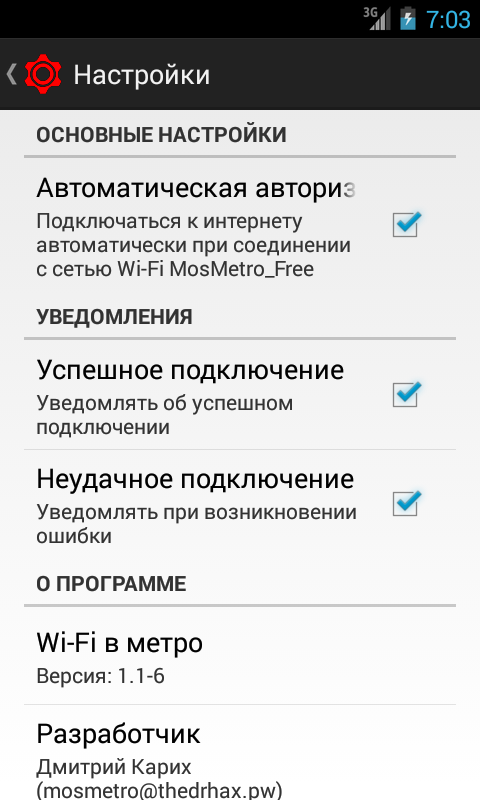 3G 7:03
Настройки
ОСНОВНЫЕ НАСТРОЙКИ
Автоматическая авториз
Подключаться к интернету
автоматически при соединении
с сетью Wi-Fi MosMetro_Free
УВЕДОМЛЕНИЯ
Успешное подключение
Уведомлять об успешном
подключении
Неудачное подключение
Уведомлять при возникновении
ошибки
О ПРОГРАММЕ
Wi-Fi в метро
Версия: 1.1-6
Разработчик
Дмитрий Карих
(mosmetro@thedrhax.pw)